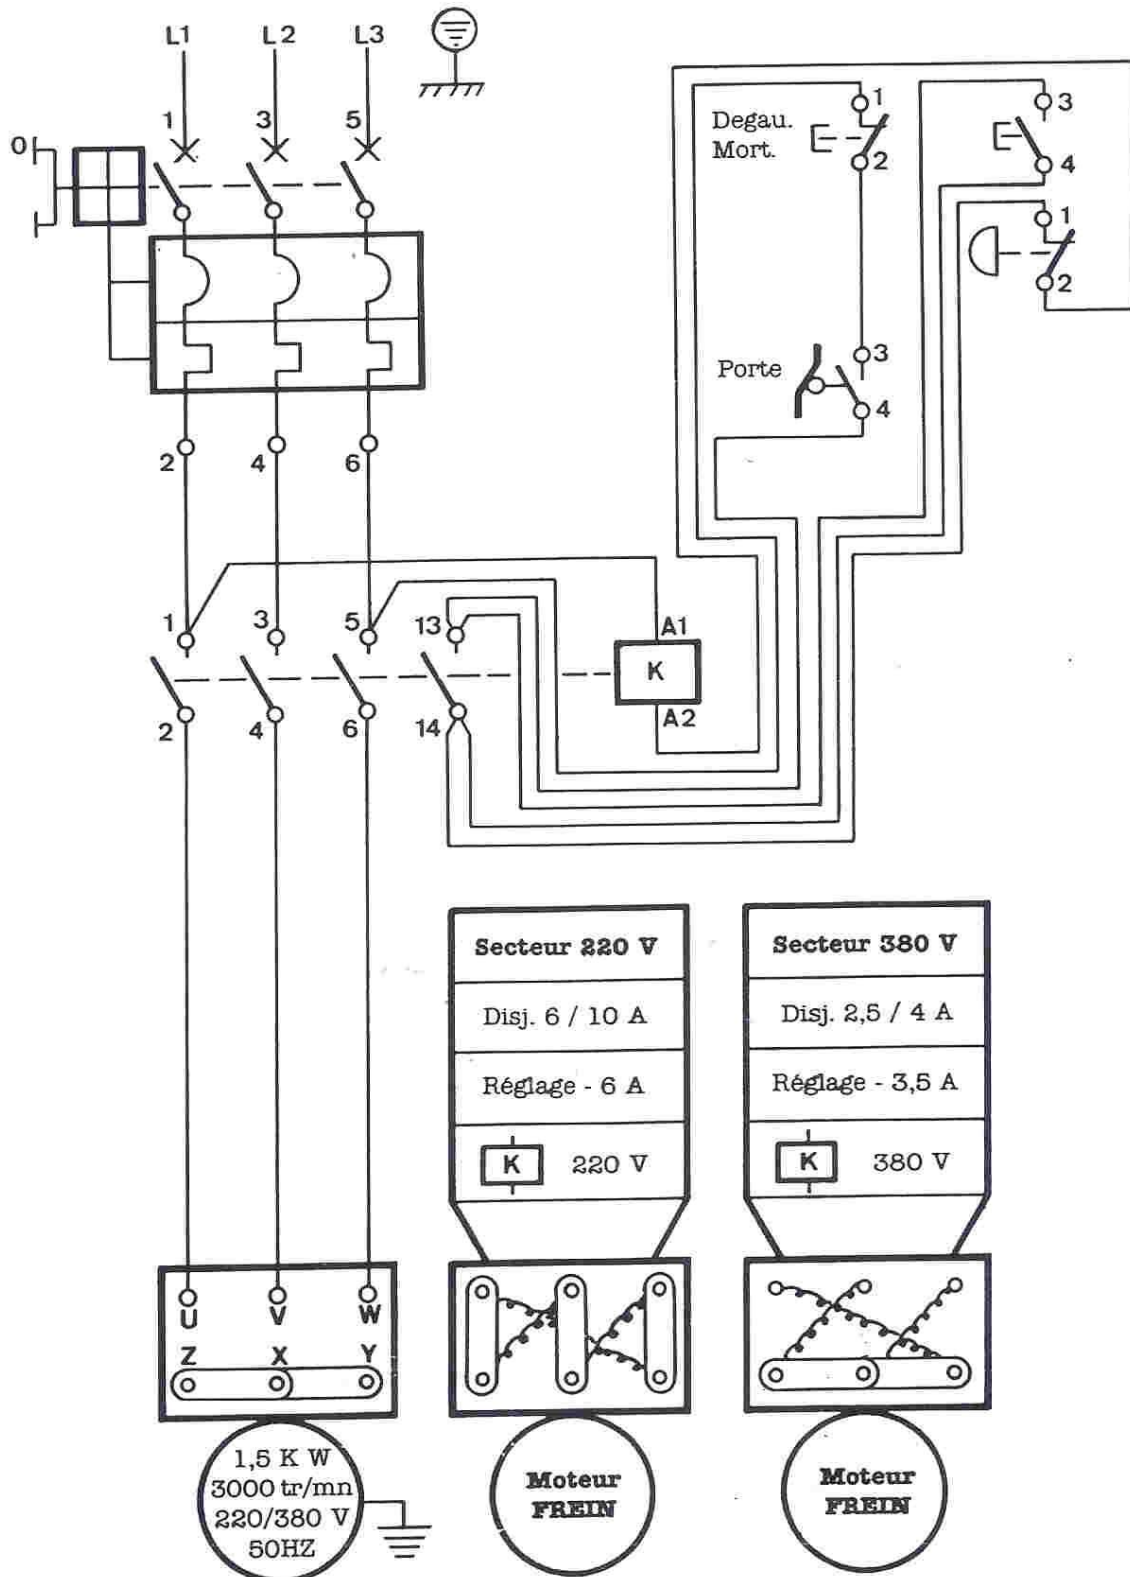 L1 L2 L3
1 3 5
0
2 4 6
Degau.
Mort.
1
2
3
4
1
2
Porte
3
4
1 3 5 13
A1
K
A2
2 4 6 14
Secteur 220 V
Disj. 6 / 10 A
Réglage - 6 A
K 220 V
Secteur 380 V
Disj. 2,5 / 4 A
Réglage - 3,5 A
K 380 V
U V W
Z X Y
1,5 K W
3000 tr/mn
220/380 V
50HZ
Moteur
FREIN
Moteur
FREIN